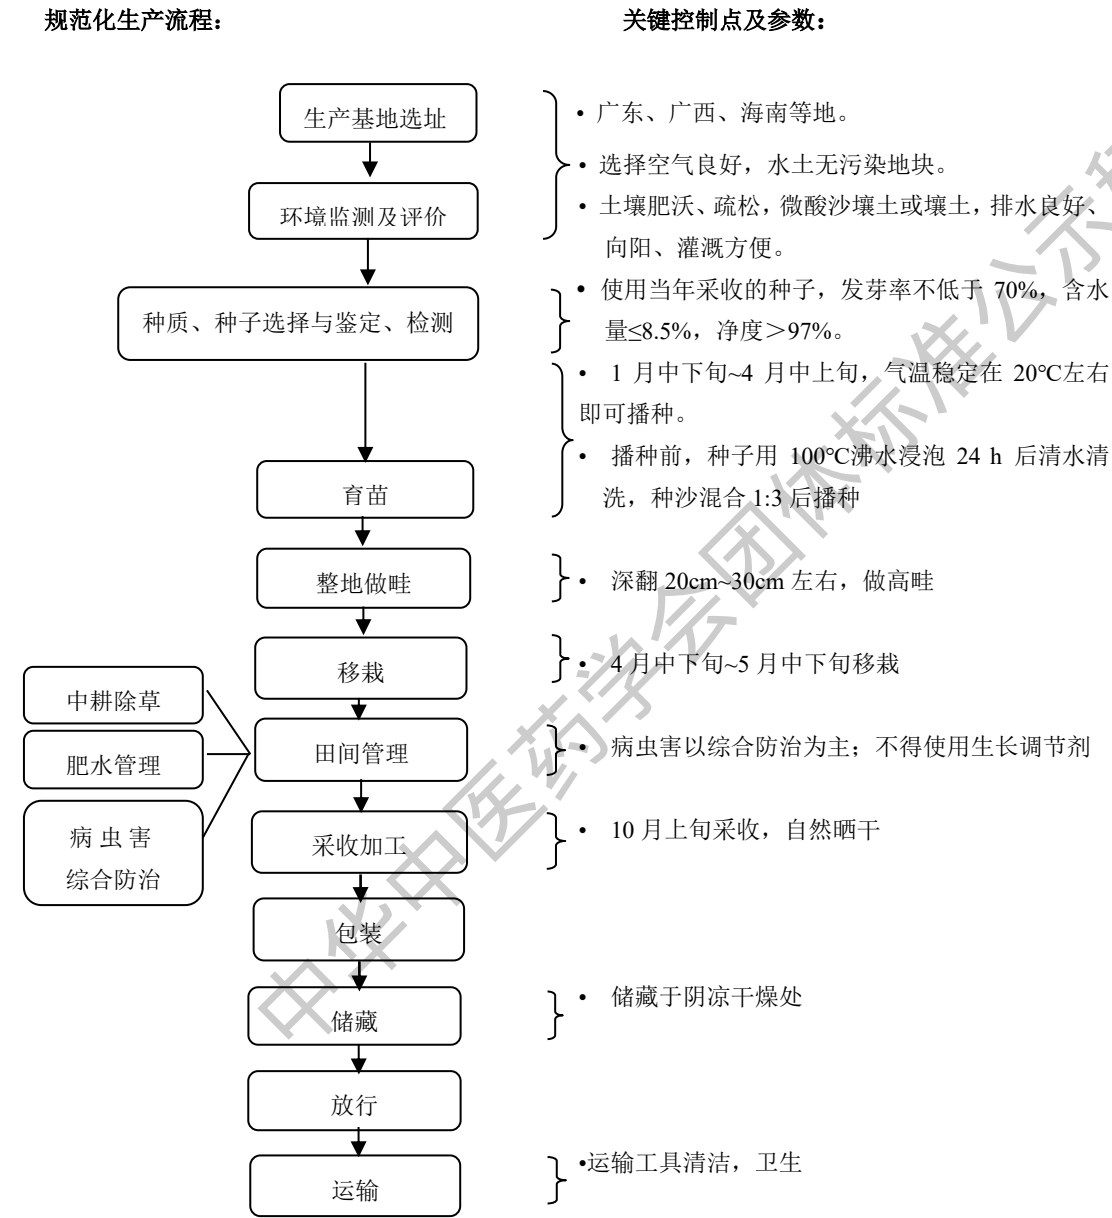 规范化生产流程：
关键控制点及参数：
生产基地选址
• 广东、广西、海南等地。
• 选择空气良好，水土无污染地块。
环境监测及评价
• 土壤肥沃、疏松，微酸沙壤土或壤土，排水良好、
向阳、灌溉方便。
种质、种子选择与鉴定、检测
• 使用当年采收的种子，发芽率不低于 70%，含水
量≤8.5%，净度＞97%。
• 1 月中下旬~4 月中上旬，气温稳定在 20℃左右
即可播种。
• 播种前，种子用 100℃沸水浸泡 24 h 后清水清
洗，种沙混合 1:3 后播种
育苗
整地做畦
• 深翻 20cm~30cm 左右，做高畦
移栽
• 4 月中下旬~5 月中下旬移栽
中耕除草
肥水管理
病 虫 害
综合防治
田间管理
• 病虫害以综合防治为主；不得使用生长调节剂
采收加工
• 10 月上旬采收，自然晒干
包装
储藏
• 储藏于阴凉干燥处
放行
运输
•运输工具清洁，卫生
中华中医药学会团体标准公示稿